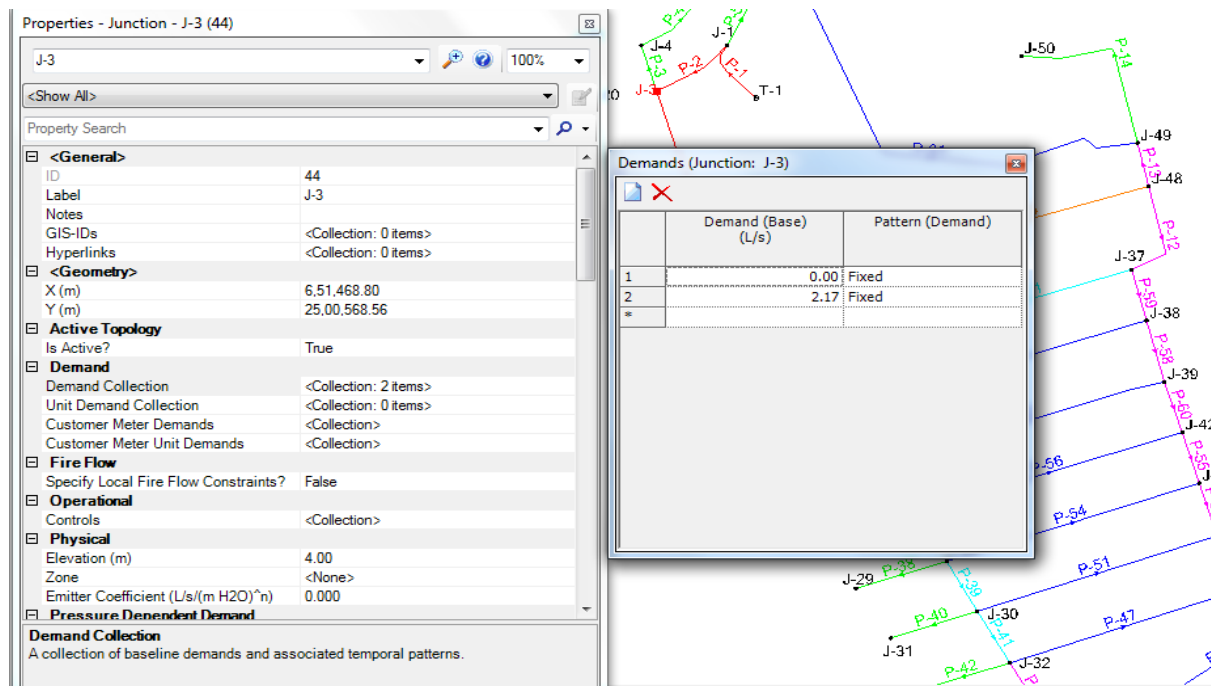 Properties - Junction - J-3 (44)
J-3
100%
<Show All>
Property Search
<General>
ID 44
Label J-3
Notes
GIS-IDs <Collection: 0 items>
Hyperlinks <Collection: 0 items>
<Geometry>
X (m) 6,51,468.80
Y (m) 25,00,568.56
Active Topology
Is Active? True
Demand
Demand Collection <Collection: 2 items>
Unit Demand Collection <Collection: 0 items>
Customer Meter Demands <Collection>
Customer Meter Unit Demands <Collection>
Fire Flow
Specify Local Fire Flow Constraints? False
Operational
Controls <Collection>
Physical
Elevation (m) 4.00
Zone <None>
Emitter Coefficient (L/s/(m H2O)^n) 0.000
Pressure Dependent Demand
Demand Collection
A collection of baseline demands and associated temporal patterns.
Demands (Junction: J-3)
Demand (Base)
(L/s)
Pattern (Demand)
1 0.00 Fixed
2 2.17 Fixed
*
J-4
J-1
P-3
P-2
P-1
T-1
J-50
P-14
J-49
P-13
J-48
P-12
J-37
P-59
J-38
P-58
J-39
P-60
P-55
P-56
P-54
P-51
J-29
P-38
P-39
P-40
J-30
J-31
P-41
P-47
P-42
J-32